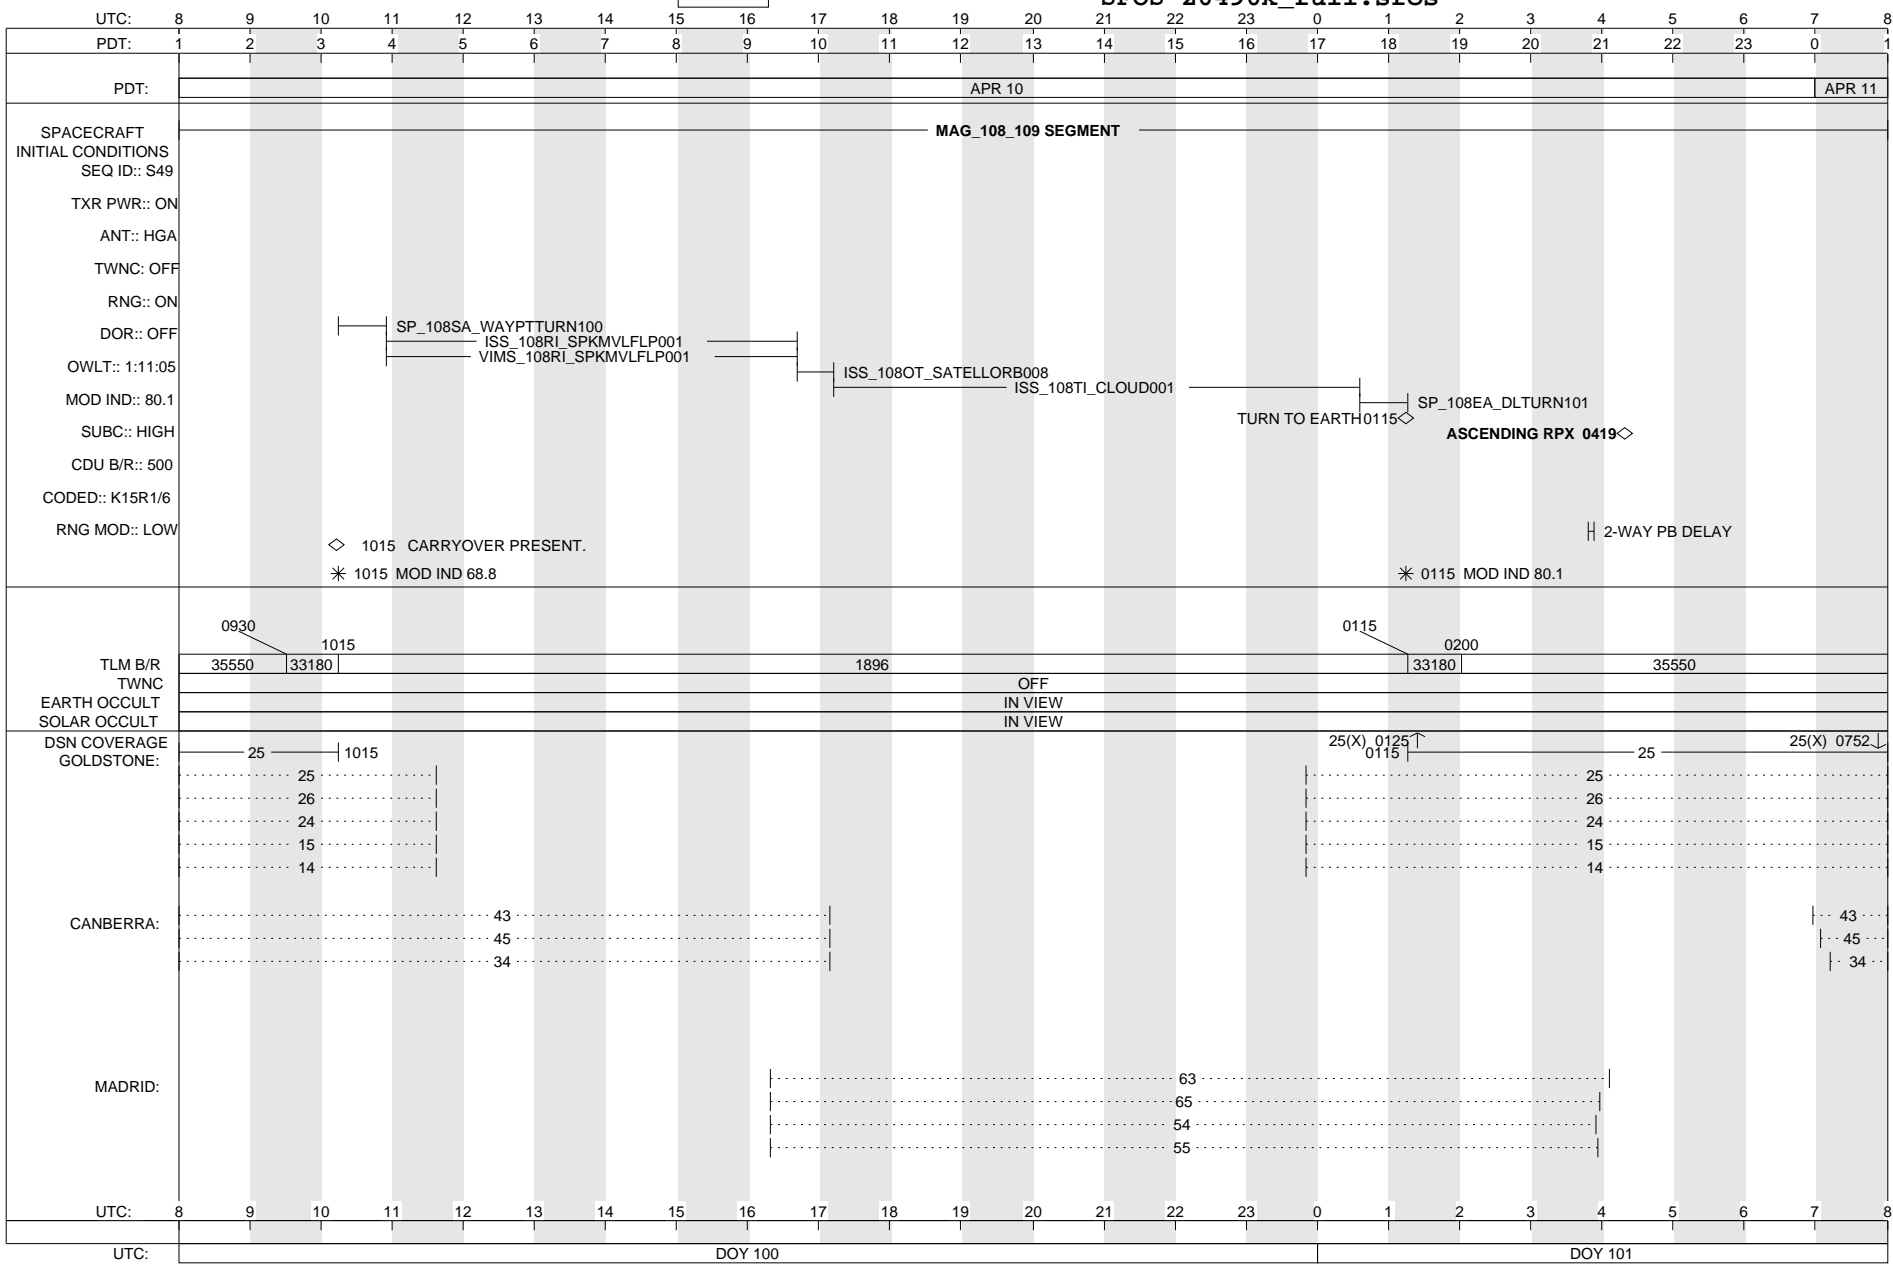 SFOS 20490R_full.sfos
UTC: 8 9 10 11 12 13 14 15 16 17 18 19 20 21 22 23 0 1 2 3 4 5 6 7 8
PDT: 1 2 3 4 5 6 7 8 9 10 11 12 13 14 15 16 17 18 19 20 21 22 23 0 1
PDT: APR 10 APR 11
SPACECRAFT MAG_108_109 SEGMENT
INITIAL CONDITIONS
SEQ ID:: S49
TXR PWR:: ON
ANT:: HGA
TWNC: OFF
RNG:: ON
SP_108SA_WAYPTTURN100
DOR:: OFF
ISS_108RI_SPKMVLFLP001
VIMS_108RI_SPKMVLFLP001
OWLT:: 1:11:05
ISS_108OT_SATELLORB008
ISS_108TI_CLOUD001
MOD IND:: 80.1
SP_108EA_DLTURN101
TURN TO EARTH 0115
SUBC:: HIGH
ASCENDING RPX 0419
CDU B/R:: 500
CODED:: K15R1/6
RNG MOD:: LOW
2-WAY PB DELAY
1015 CARRYOVER PRESENT.
1015 MOD IND 68.8 0115 MOD IND 80.1
0930 0115
1015 0200
TLM B/R 35550 33180 1896 33180 35550
TWNC OFF
EARTH OCCULT IN VIEW
SOLAR OCCULT IN VIEW
DSN COVERAGE 25(X) 0125 25(X) 0752
GOLDSTONE: 25 1015 0115 25
25 25
26 26
24 24
15 15
14 14
43 43
CANBERRA:
45 45
34 34
63
MADRID:
65
54
55
UTC: 8 9 10 11 12 13 14 15 16 17 18 19 20 21 22 23 0 1 2 3 4 5 6 7 8
UTC: DOY 100 DOY 101